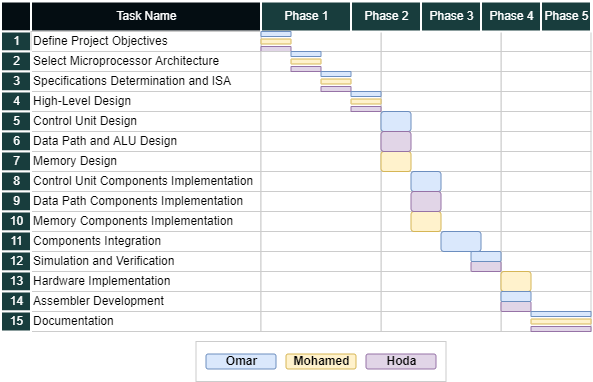 Task Name Phase 1 Phase 2 Phase 3 Phase 4 Phase 5
1 Define Project Objectives
2 Select Microprocessor Architecture
3 Specifications Determination and ISA
4 High-Level Design
5 Control Unit Design
6 Data Path and ALU Design
7 Memory Design
8 Control Unit Components Implementation
9 Data Path Components Implementation
10 Memory Components Implementation
11 Components Integration
12 Simulation and Verification
13 Hardware Implementation
14 Assembler Development
15 Documentation
Omar Mohamed Hoda